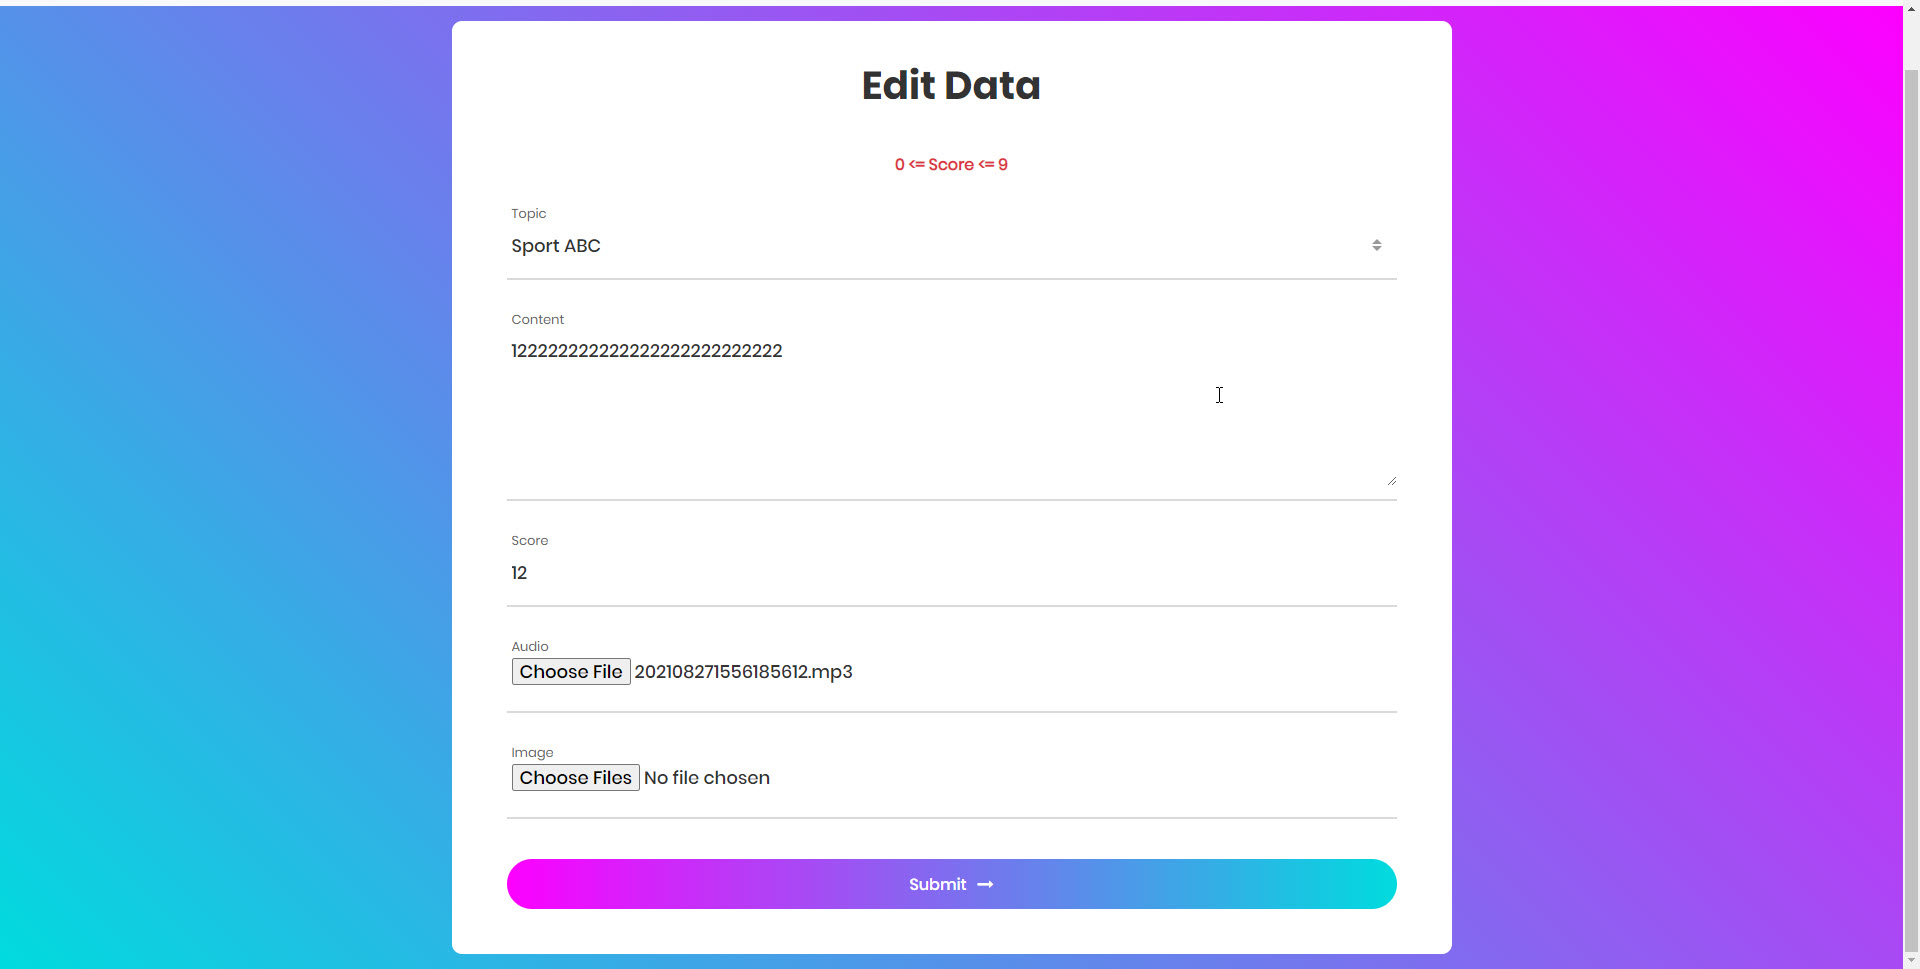 Edit Data
0 <= Score <= 9
Topic
Sport ABC
Content
122222222222222222222222222
Score
12
Audio
Choose File 202108271556185612.mp3
Image
Choose Files No file chosen
Submit